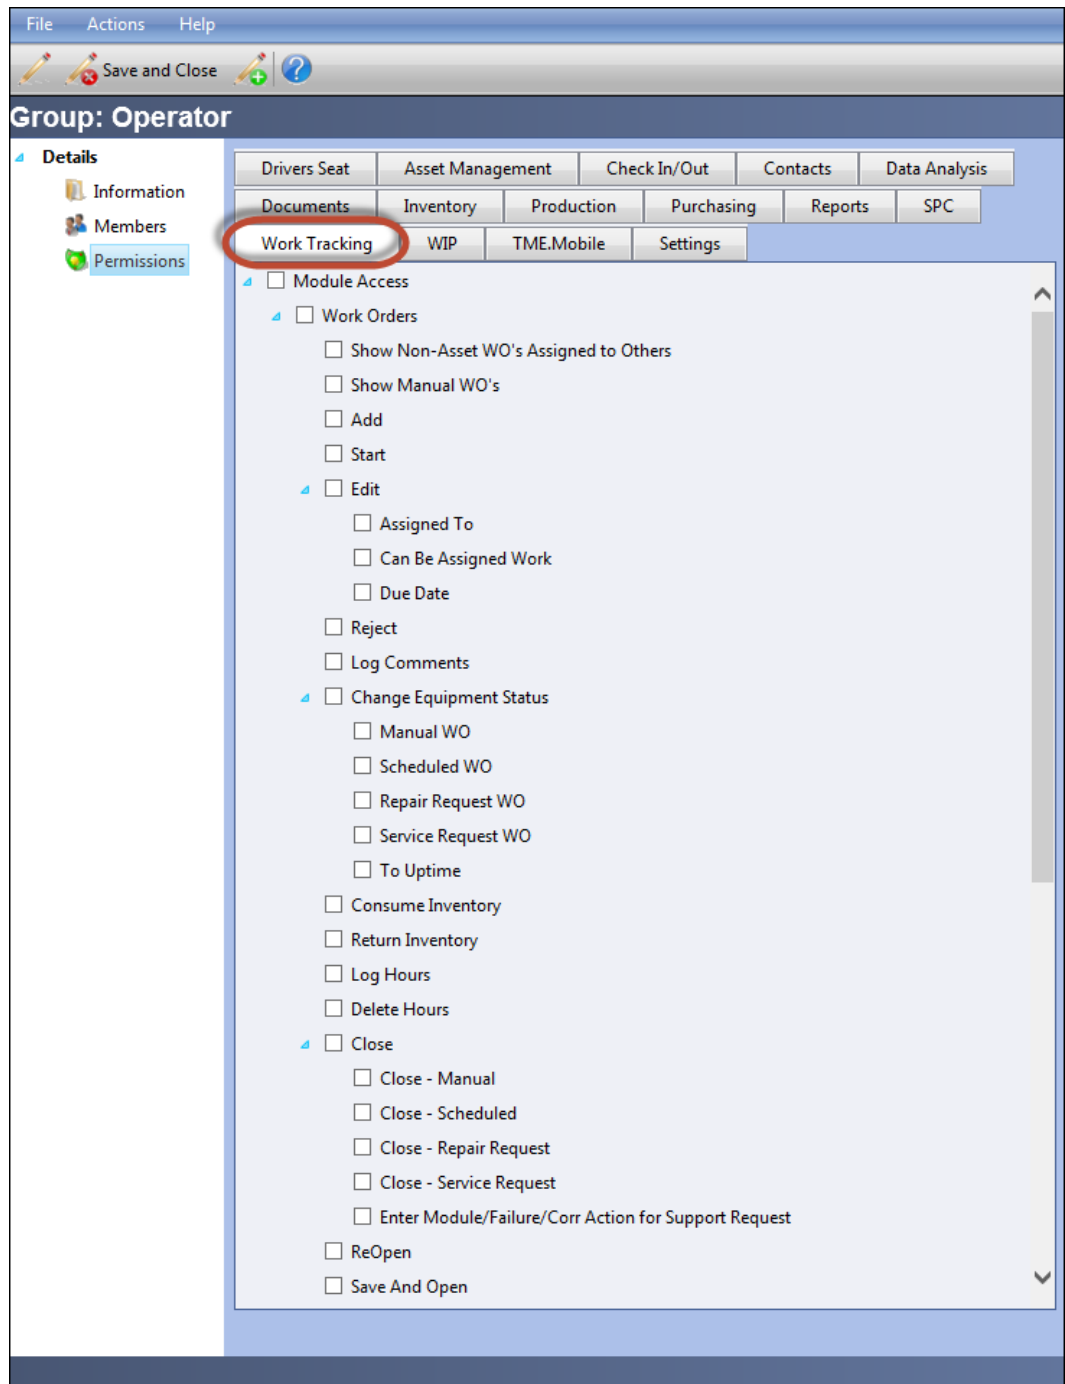 File Actions Help
Save and Close
Group: Operator
Details
Information
Members
Permissions
Drivers Seat Asset Management Check In/Out Contacts Data Analysis
Documents Inventory Production Purchasing Reports SPC
Work Tracking WIP TME.Mobile Settings
Module Access
Work Orders
Show Non-Asset WO's Assigned to Others
Show Manual WO's
Add
Start
Edit
Assigned To
Can Be Assigned Work
Due Date
Reject
Log Comments
Change Equipment Status
Manual WO
Scheduled WO
Repair Request WO
Service Request WO
To Uptime
Consume Inventory
Return Inventory
Log Hours
Delete Hours
Close
Close - Manual
Close - Scheduled
Close - Repair Request
Close - Service Request
Enter Module/Failure/Corr Action for Support Request
ReOpen
Save And Open